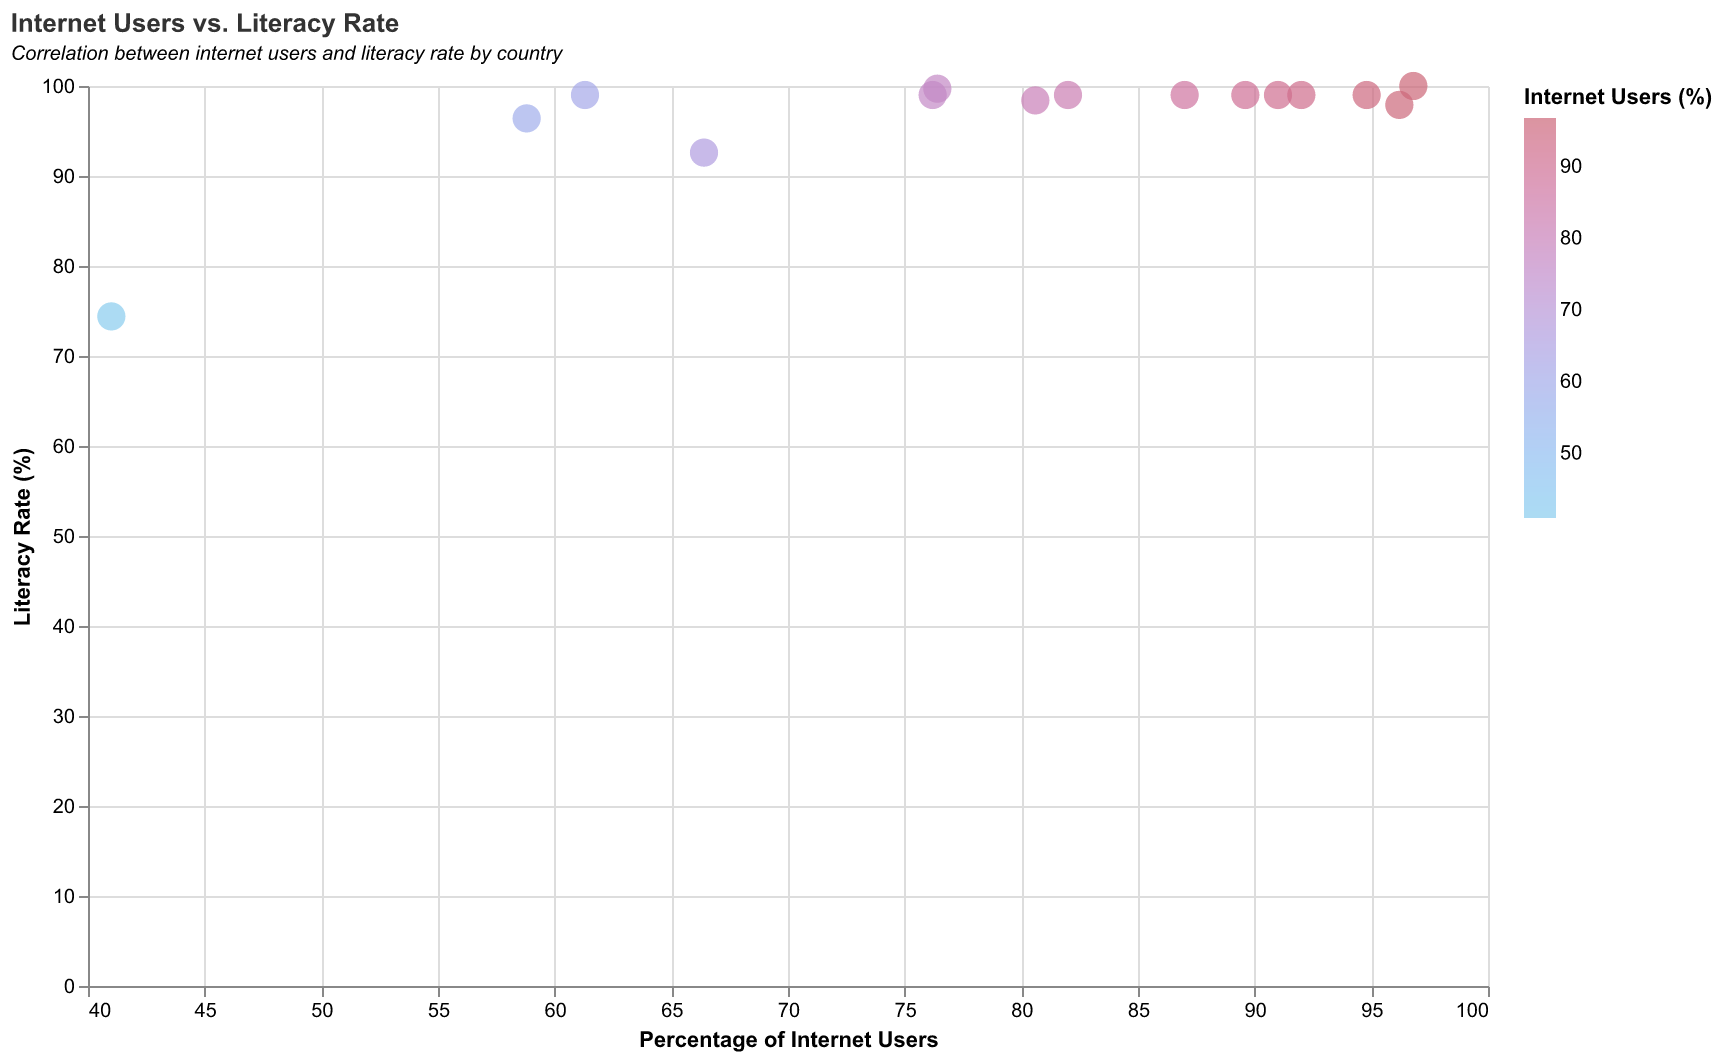 Internet Users vs. Literacy Rate
Correlation between internet users and literacy rate by country
100
90
80
70
60
50
40
30
20
10
0
Literacy Rate (%)
40 45 50 55 60 65 70 75 80 85 90 95 100
Percentage of Internet Users
Internet Users (%)
90
80
70
60
50